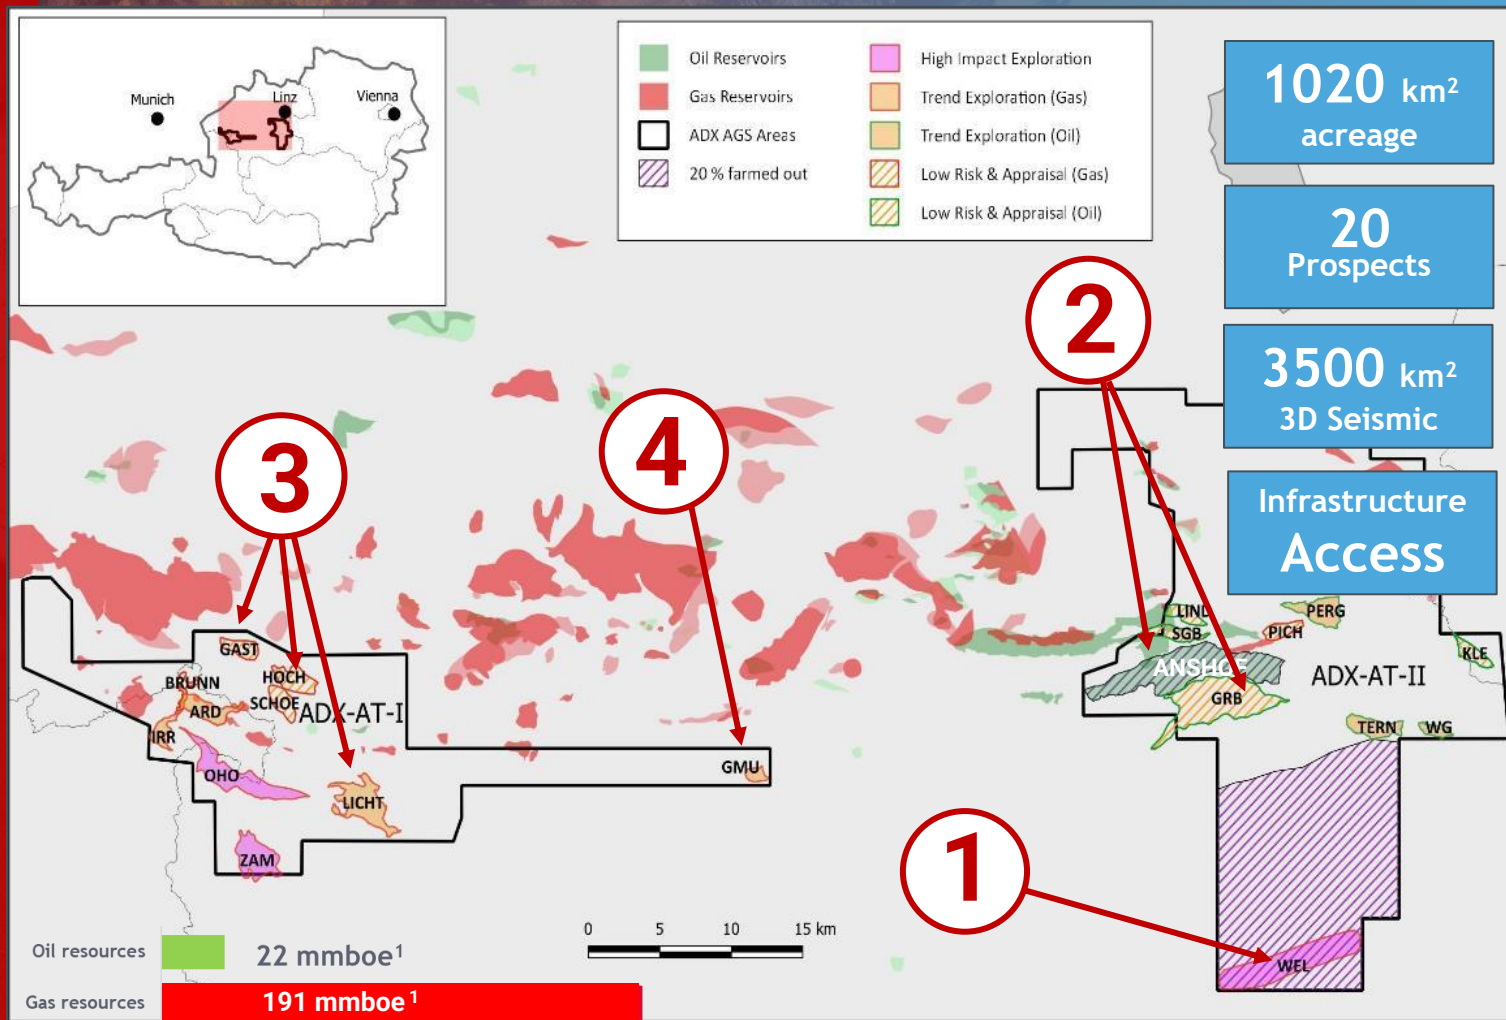 Munich
Linz
Vienna
Oil Reservoirs
Gas Reservoirs
ADX AGS Areas
20 % farmed out
High Impact Exploration
Trend Exploration (Gas)
Trend Exploration (Oil)
Low Risk & Appraisal (Gas)
Low Risk & Appraisal (Oil)
1020 km²
acreage
20
Prospects
3500 km²
3D Seismic
Infrastructure
Access
2
4
3
1
GAST
BRUNN
HOCH
SCHOE
ARD
ADX-AT-I
IRR
OHO
LICHT
ZAM
GMU
LIND
SGB
PERG
PICH
KLE
ANSHOF
GRB
ADX-AT-II
TERN
WG
WEL
0 5 10 15 km
Oil resources 22 mmboe¹
Gas resources 191 mmboe¹